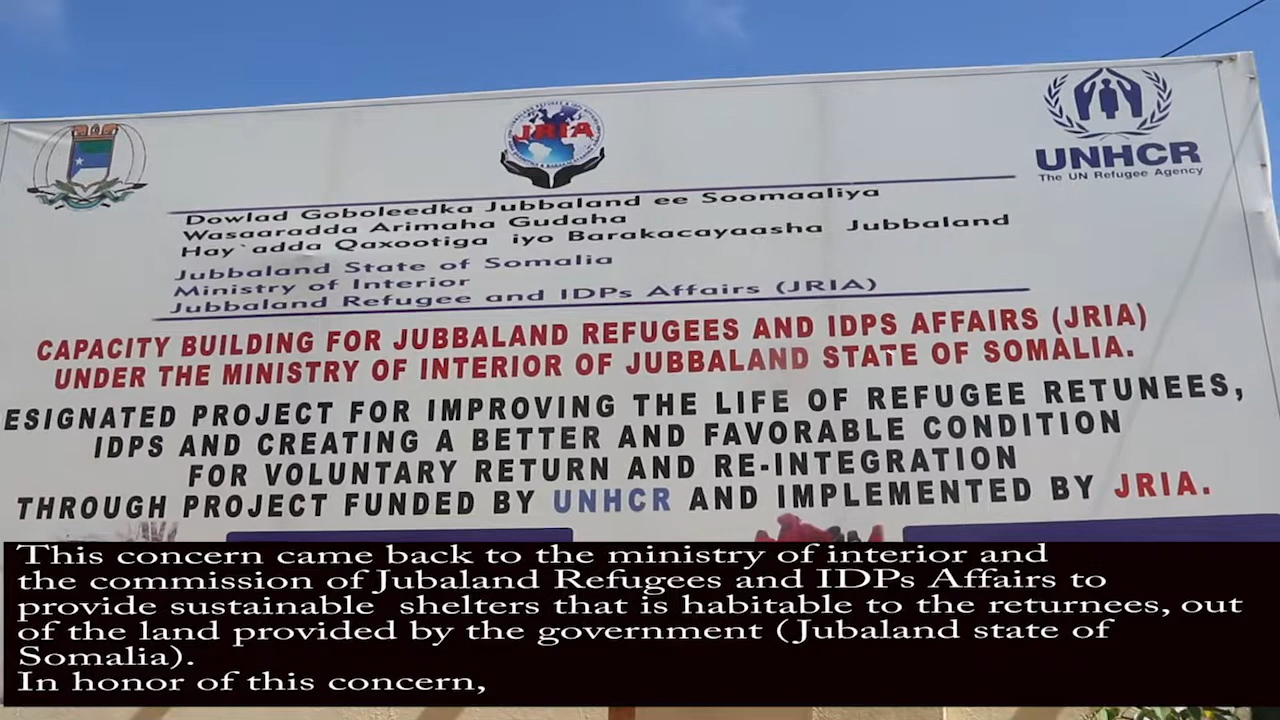 JRIA
UNHCR
The UN Refugee Agency
Dowlad Goboleedka Jubbaland ee Soomaaliya
Wasaaradda Arimaha Gudaha
Hay`adda Qaxootiga iyo Barakacayaasha Jubbaland
Jubbaland State of Somalia
Ministry of Interior
Jubbaland Refugee and IDPs Affairs (JRIA)
CAPACITY BUILDING FOR JUBBALAND REFUGEES AND IDPS AFFAIRS (JRIA)
UNDER THE MINISTRY OF INTERIOR OF JUBBALAND STATE OF SOMALIA.
ESIGNATED PROJECT FOR IMPROVING THE LIFE OF REFUGEE RETUNEES,
IDPS AND CREATING A BETTER AND FAVORABLE CONDITION
FOR VOLUNTARY RETURN AND RE-INTEGRATION
THROUGH PROJECT FUNDED BY UNHCR AND IMPLEMENTED BY JRIA.
This concern came back to the ministry of interior and
the commission of Jubaland Refugees and IDPs Affairs to
provide sustainable shelters that is habitable to the returnees, out
of the land provided by the government (Jubaland state of
Somalia).
In honor of this concern,